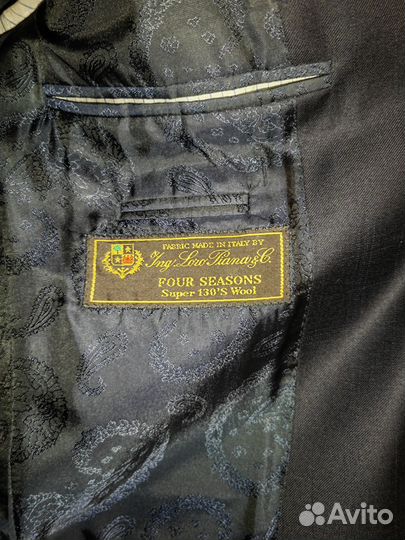 FABRIC MADE IN ITALY BY
Ing. Loro Piana & C.
FOUR SEASONS
Super 130'S Wool
Avito